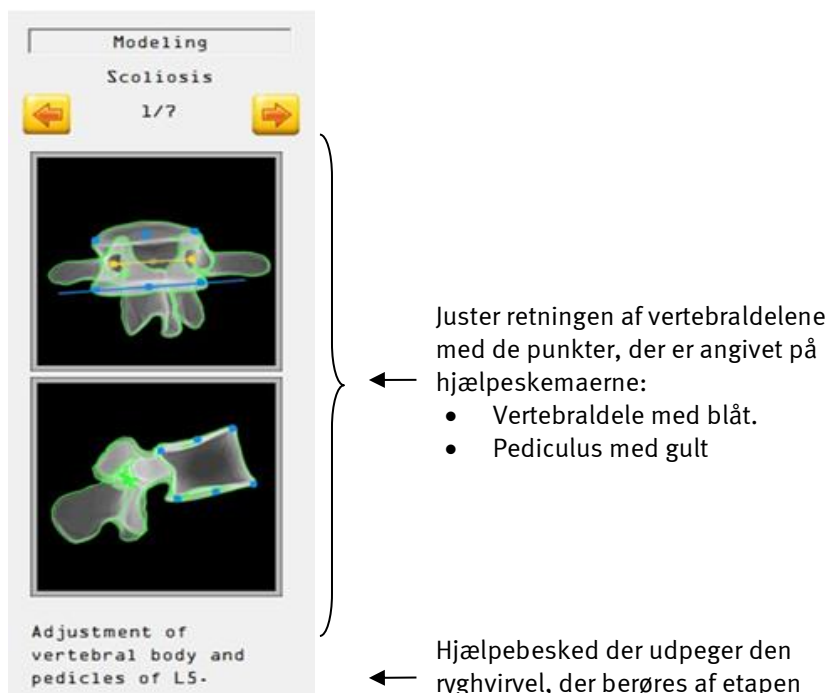 Modeling
Scoliosis
1/7
Juster retningen af vertebraldelene
med de punkter, der er angivet på
hjælpeskemaerne:
• Vertebraldele med blåt.
• Pediculus med gult
Adjustment of
vertebral body and
pedicles of L5.
Hjælpebesked der udpeger den
ryghvirvel, der berøres af etapen